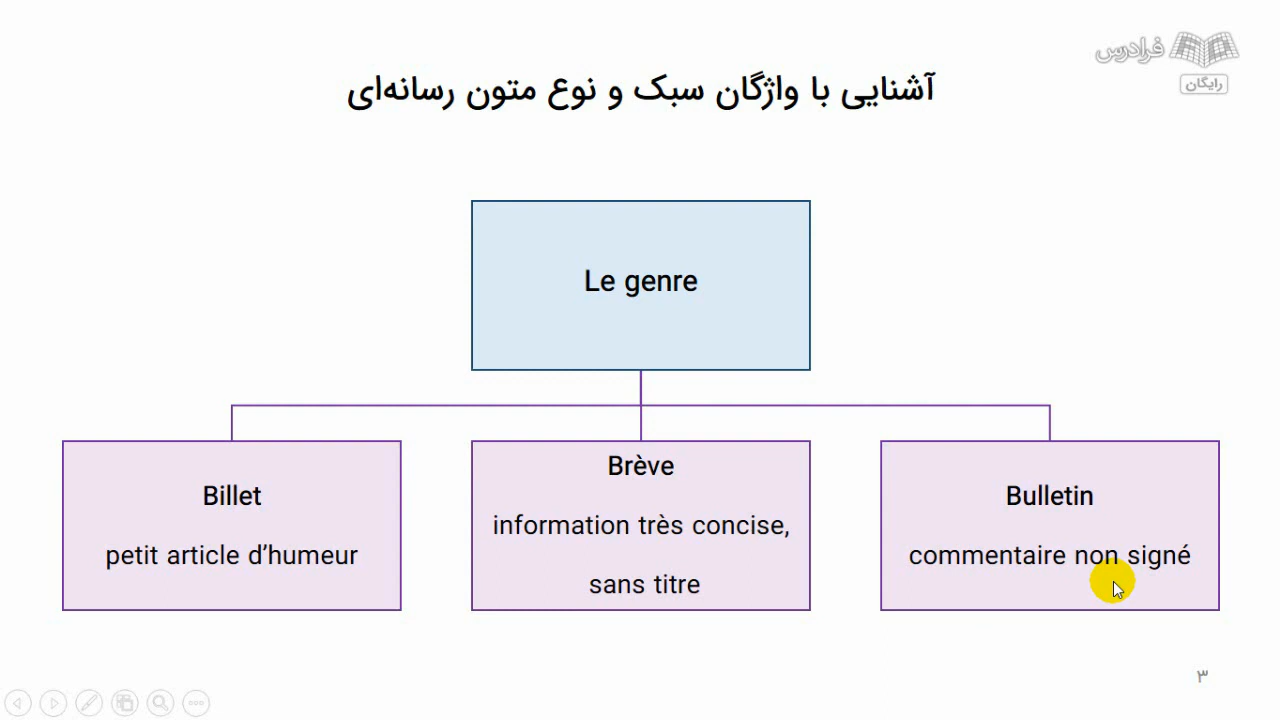 فرادرس
رایگان
آشنایی با واژگان سبک و نوع متون رسانه‌ای
Le genre
Billet
petit article d’humeur
Brève
information très concise,
sans titre
Bulletin
commentaire non signé
۳